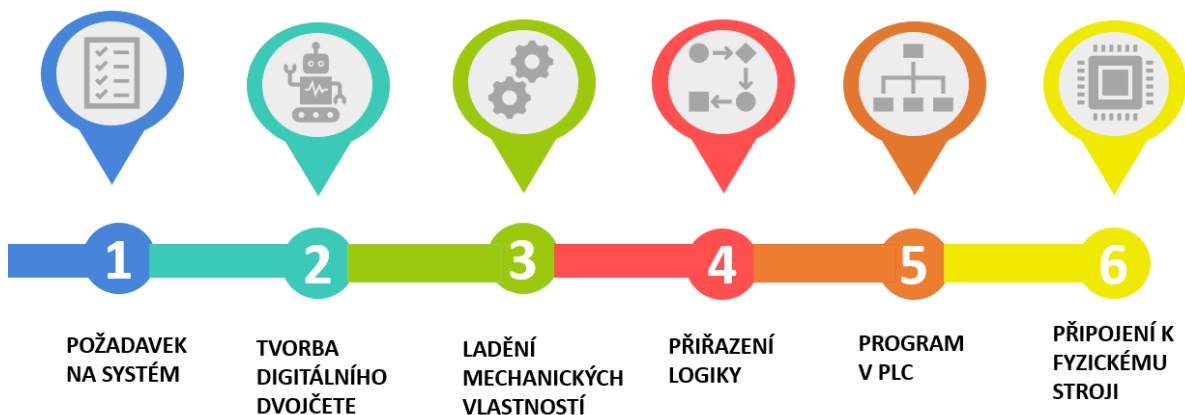 1
2
3
4
5
6
POŽADAVEK
NA SYSTÉM
TVORBA
DIGITÁLNÍHO
DVOJČETE
LADĚNÍ
MECHANICKÝCH
VLASTNOSTÍ
PŘIŘAZENÍ
LOGIKY
PROGRAM
V PLC
PŘIPOJENÍ K
FYZICKÉMU
STROJI